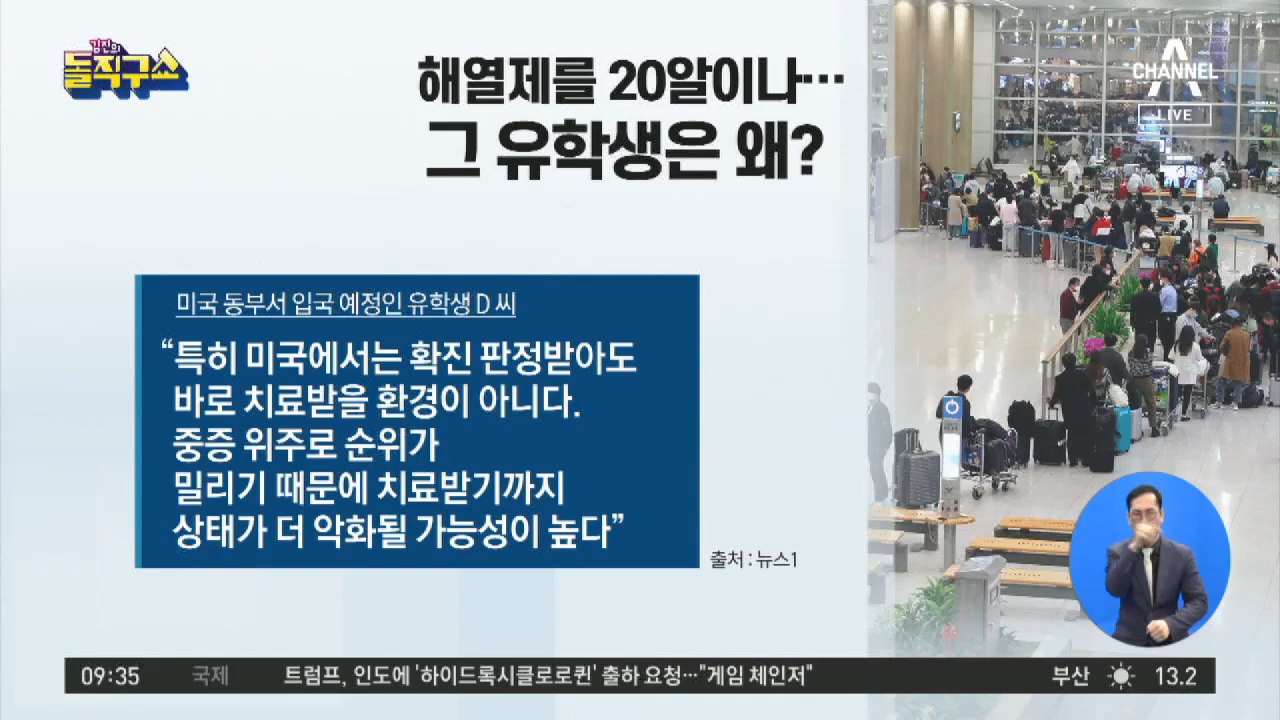 김진의
돌직구쇼
해열제를 20알이나…
그 유학생은 왜?
CHANNEL A
LIVE
미국 동부서 입국 예정인 유학생 D 씨
“특히 미국에서는 확진 판정받아도
바로 치료받을 환경이 아니다.
중증 위주로 순위가
밀리기 때문에 치료받기까지
상태가 더 악화될 가능성이 높다”
출처 : 뉴스1
09:35 국제 트럼프, 인도에 '하이드록시클로로퀸' 출하 요청…"게임 체인저" 부산 13.2